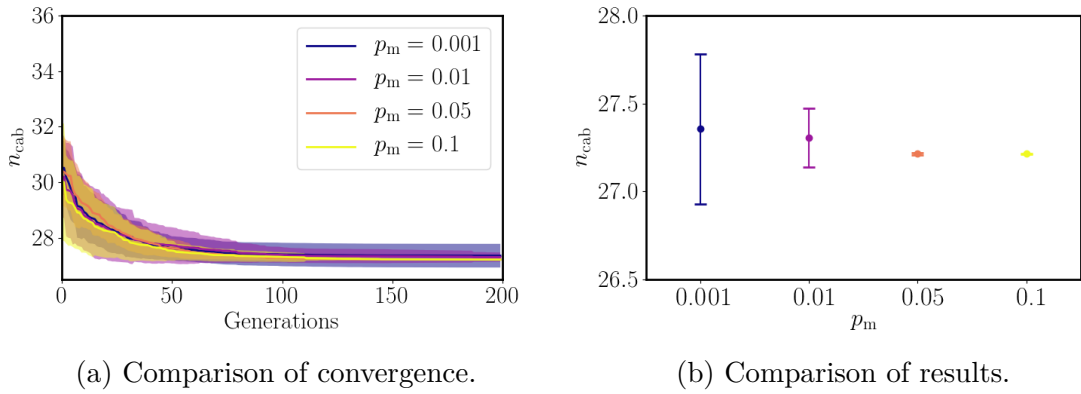 36
34
32
30
28
n_cab
0
50
100
150
200
Generations
p_m = 0.001
p_m = 0.01
p_m = 0.05
p_m = 0.1
(a) Comparison of convergence.
28.0
27.5
27.0
26.5
n_cab
0.001
0.01
0.05
0.1
p_m
(b) Comparison of results.